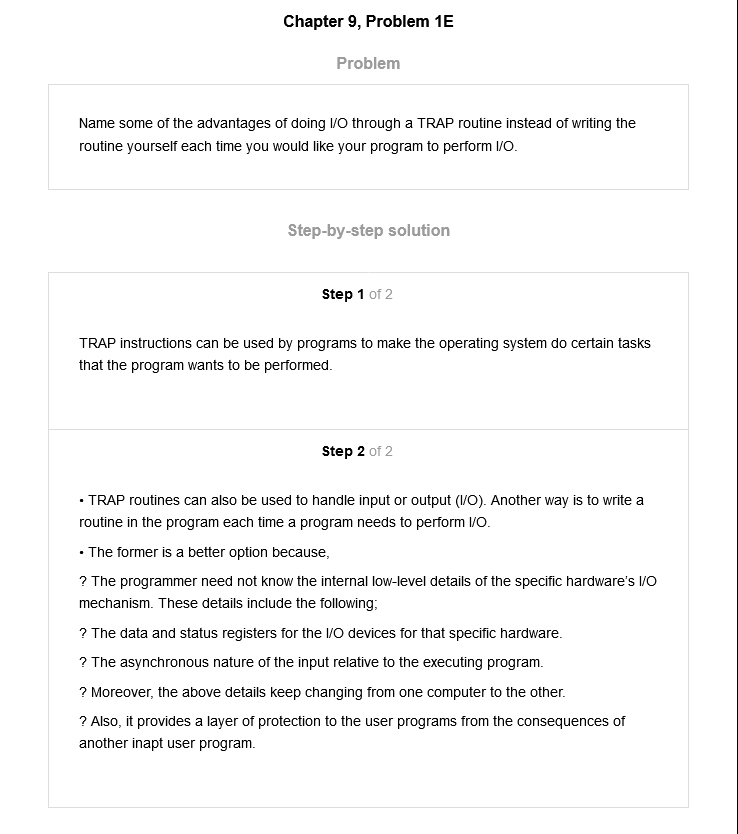 Chapter 9, Problem 1E
Problem
Name some of the advantages of doing I/O through a TRAP routine instead of writing the
routine yourself each time you would like your program to perform I/O.
Step-by-step solution
Step 1 of 2
TRAP instructions can be used by programs to make the operating system do certain tasks
that the program wants to be performed.
Step 2 of 2
• TRAP routines can also be used to handle input or output (I/O). Another way is to write a
routine in the program each time a program needs to perform I/O.
• The former is a better option because,
? The programmer need not know the internal low-level details of the specific hardware's I/O
mechanism. These details include the following;
? The data and status registers for the I/O devices for that specific hardware.
? The asynchronous nature of the input relative to the executing program.
? Moreover, the above details keep changing from one computer to the other.
? Also, it provides a layer of protection to the user programs from the consequences of
another inapt user program.